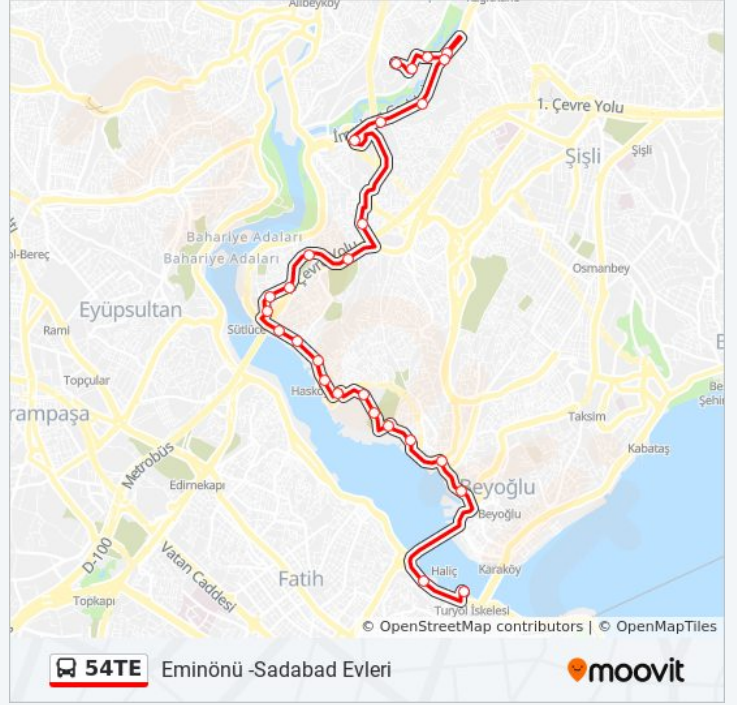 Alibeyköy
1. Çevre Yolu
Şişli
Şişli
Bahariye Adaları
Bahariye Adaları
Çevre Yolu
Osmanbey
Eyüpsultan
Sütlüce
Rami
Topçular
Taksim
Kabataş
Metrobüs
Edirnekapı
Beyoğlu
Beyoğlu
D-100
Vatan Caddesi
Fatih
Haliç
Karaköy
Topkapı
Turyol İskelesi
© OpenStreetMap contributors | © OpenMapTiles
54TE Eminönü -Sadabad Evleri moovit